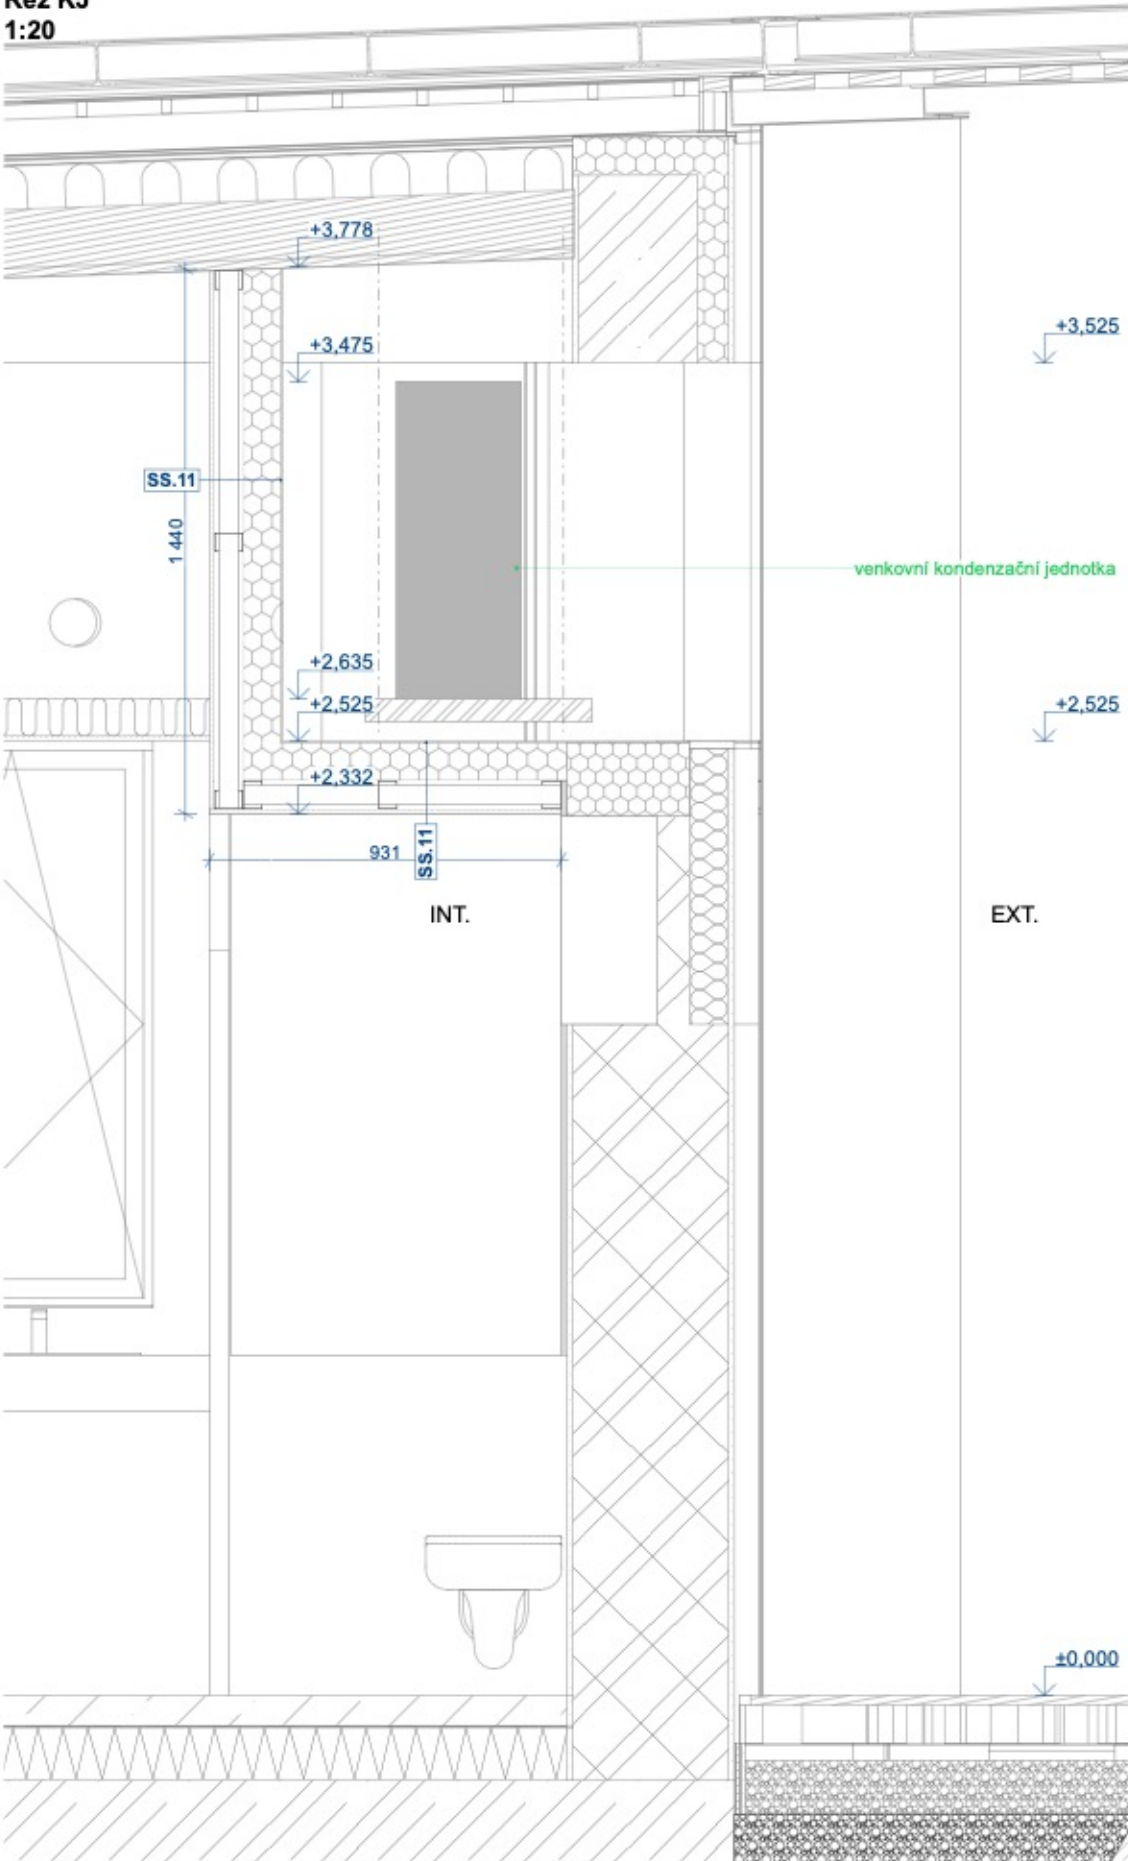 Řez KJ
1:20
+3,778
+3,475
+3,525
SS.11
1 440
venkovní kondenzační jednotka
+2,635
+2,525
+2,525
+2,332
931
SS.11
INT.
EXT.
±0,000